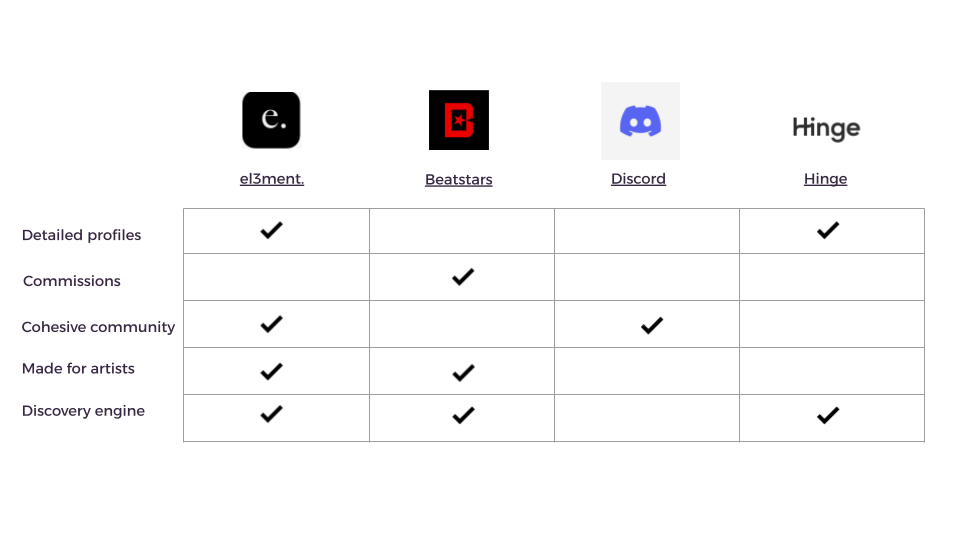 e.
Hinge
el3ment.
Beatstars
Discord
Hinge
Detailed profiles
Commissions
Cohesive community
Made for artists
Discovery engine